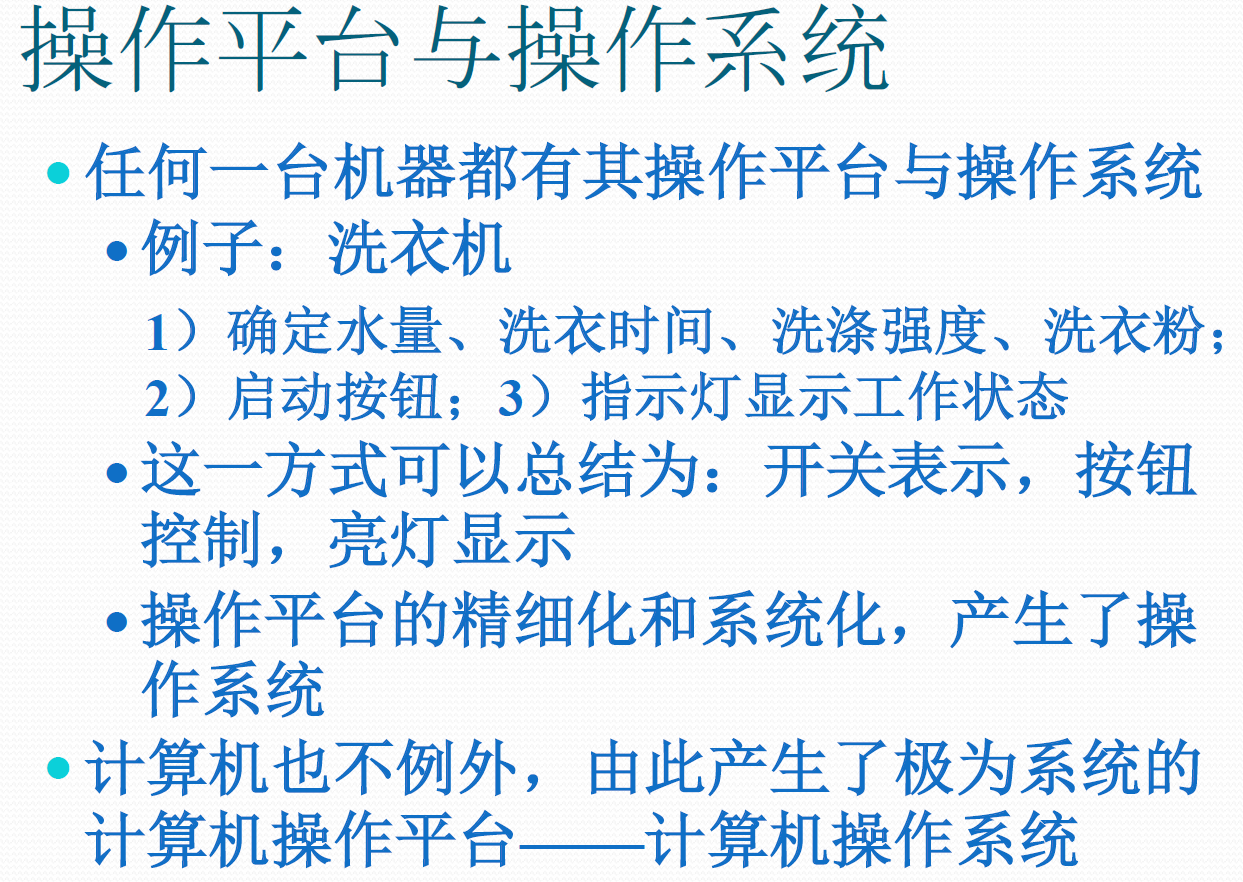 操作平台与操作系统
•任何一台机器都有其操作平台与操作系统
•例子：洗衣机
1）确定水量、洗衣时间、洗涤强度、洗衣粉；
2）启动按钮；3）指示灯显示工作状态
•这一方式可以总结为：开关表示，按钮
控制，亮灯显示
•操作平台的精细化和系统化，产生了操
作系统
•计算机也不例外，由此产生了极为系统的
计算机操作平台——计算机操作系统